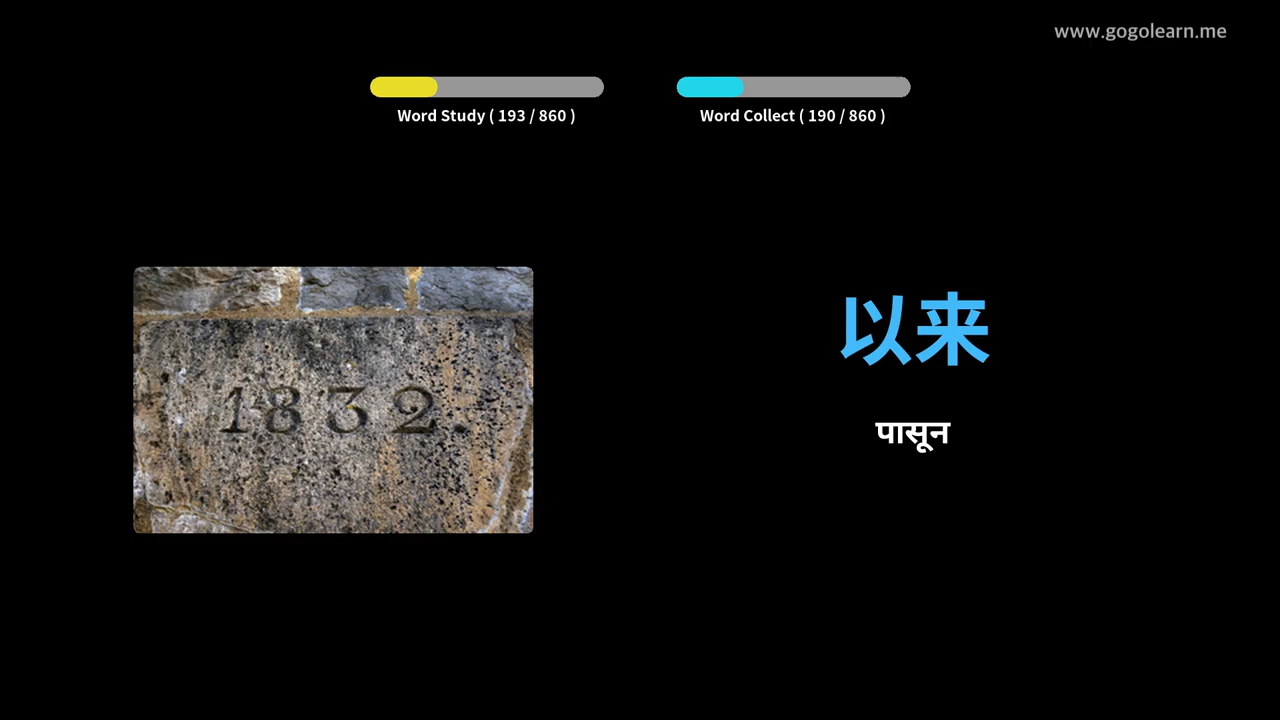 www.gogolearn.me
Word Study ( 193 / 860 )
Word Collect ( 190 / 860 )
1832.
以来
पासून